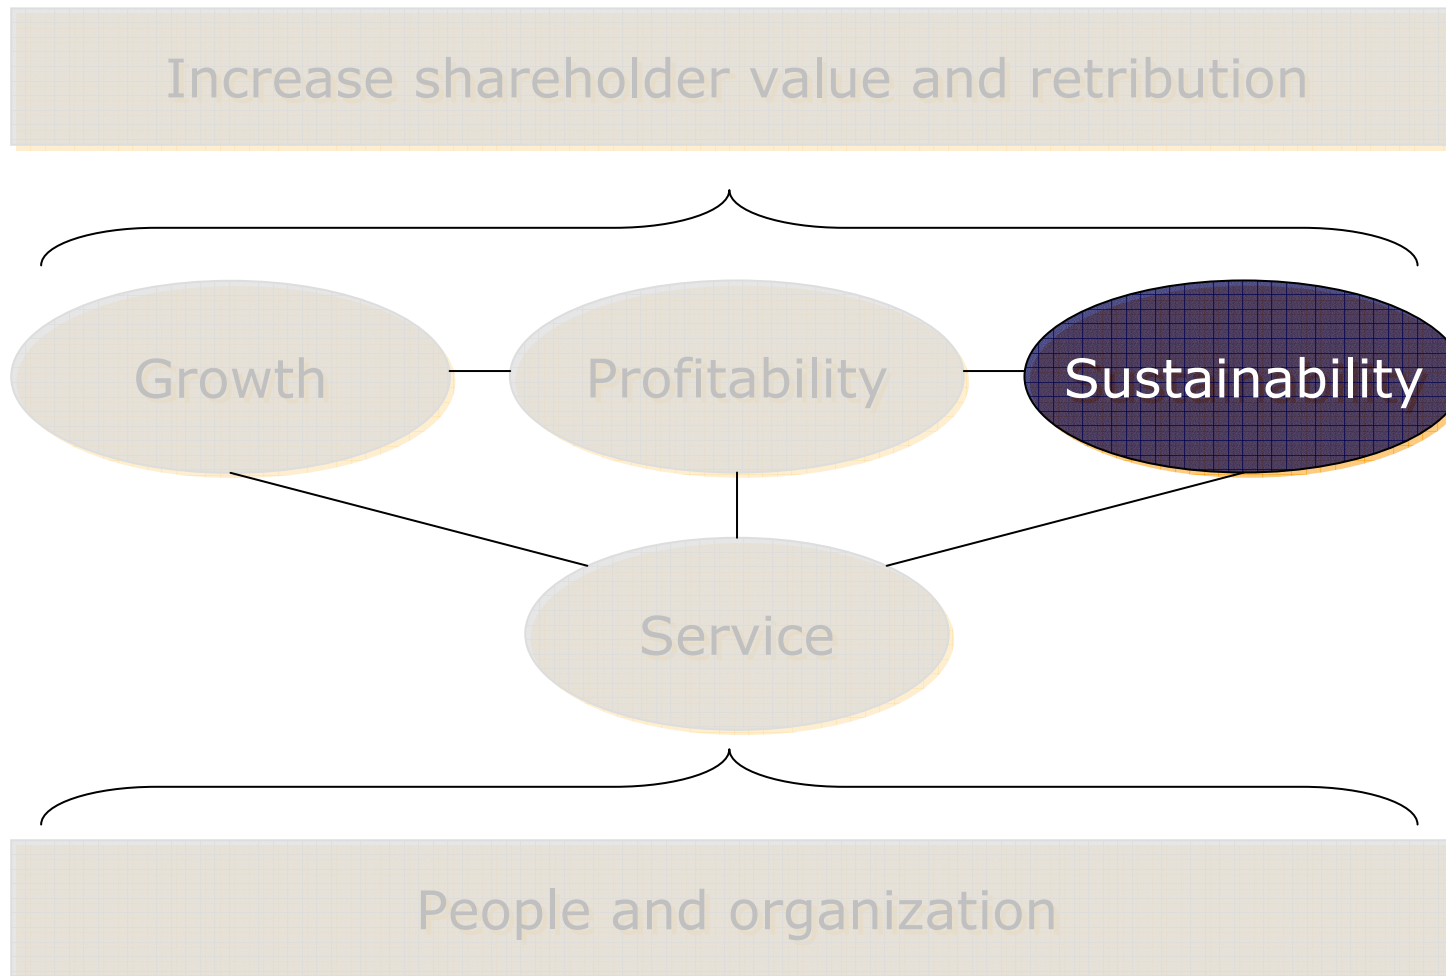 Increase shareholder value and retribution
Growth
Profitability
Sustainability
Service
People and organization